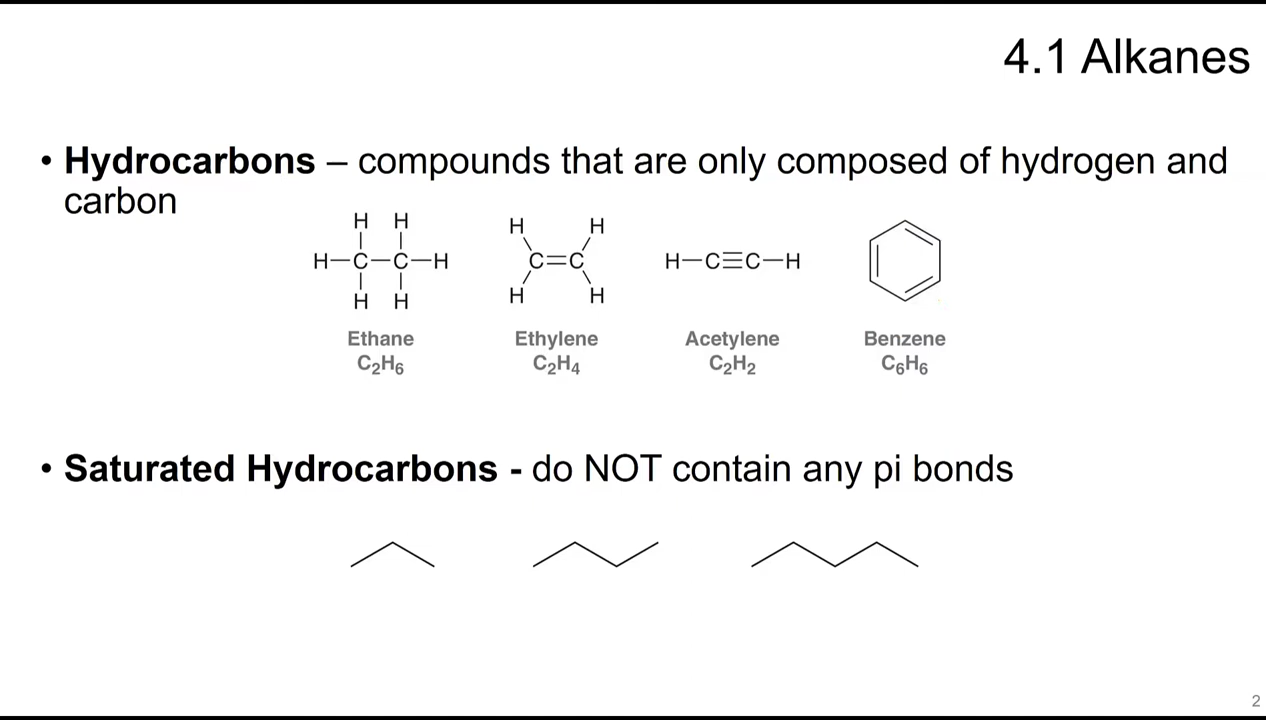 4.1 Alkanes
• Hydrocarbons – compounds that are only composed of hydrogen and
carbon
H H
H–C–C–H
H H
H H
C=C
H H
H–C≡C–H
Ethane
C₂H₆
Ethylene
C₂H₄
Acetylene
C₂H₂
Benzene
C₆H₆
• Saturated Hydrocarbons - do NOT contain any pi bonds
2